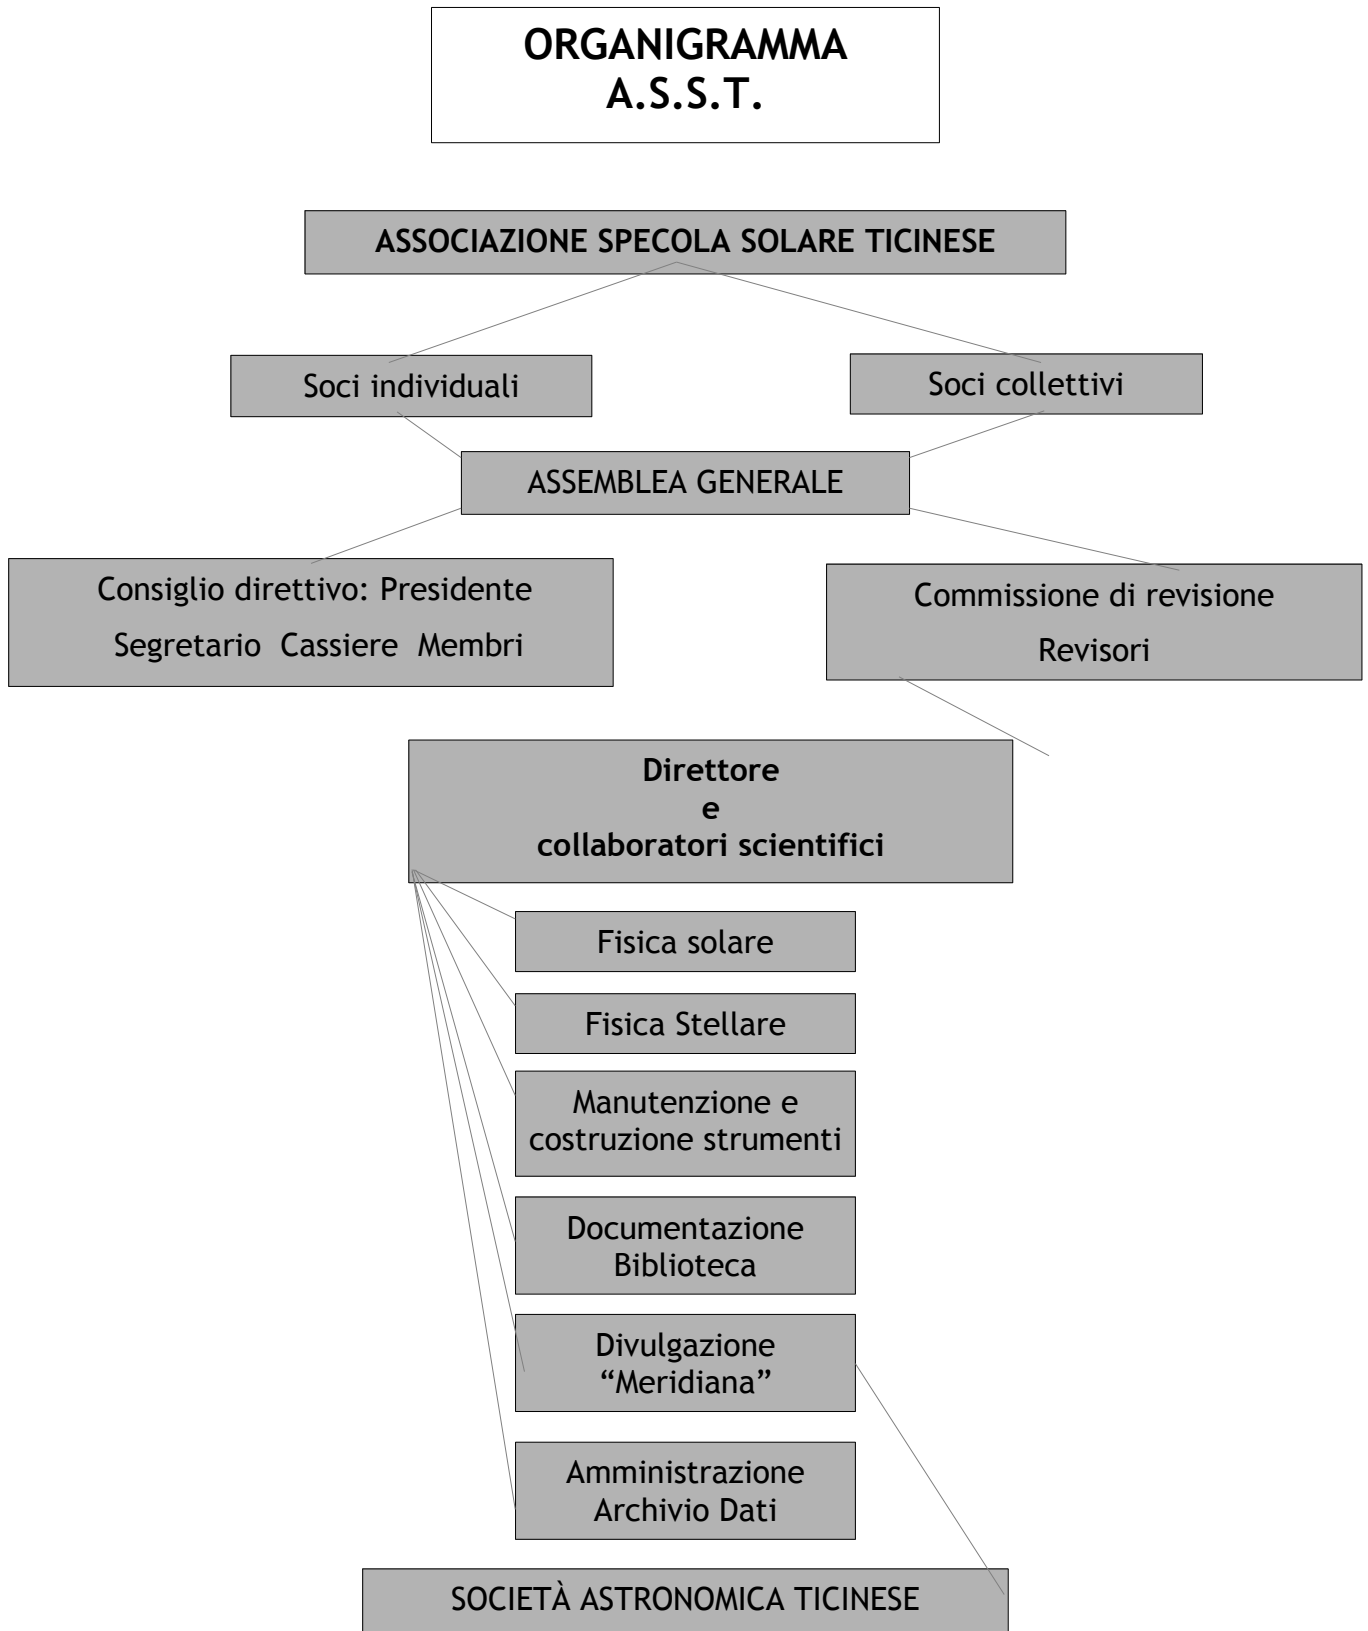 ORGANIGRAMMA
A.S.S.T.
ASSOCIAZIONE SPECOLA SOLARE TICINESE
Soci individuali
Soci collettivi
ASSEMBLEA GENERALE
Consiglio direttivo: Presidente
Segretario Cassiere Membri
Commissione di revisione
Revisori
Direttore
e
collaboratori scientifici
Fisica solare
Fisica Stellare
Manutenzione e
costruzione strumenti
Documentazione
Biblioteca
Divulgazione
“Meridiana”
Amministrazione
Archivio Dati
SOCIETÀ ASTRONOMICA TICINESE